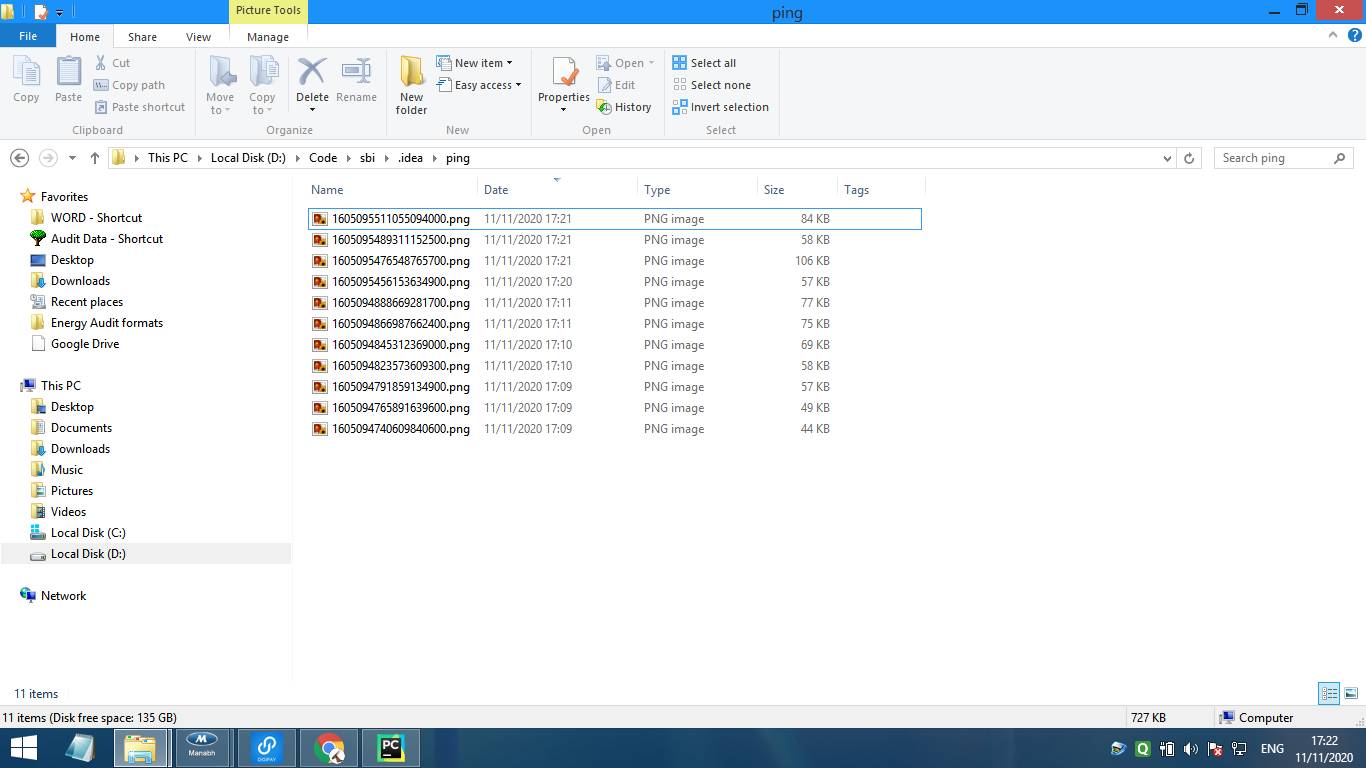 Picture Tools
ping
File Home Share View Manage
Cut
Copy path
Paste shortcut
Copy Paste
Clipboard
Move to Copy to Delete Rename
Organize
New folder
New item
Easy access
New
Properties
Open
Edit
History
Open
Select all
Select none
Invert selection
Select
This PC Local Disk (D:) Code sbi .idea ping
Search ping
Favorites
WORD - Shortcut
Audit Data - Shortcut
Desktop
Downloads
Recent places
Energy Audit formats
Google Drive
This PC
Desktop
Documents
Downloads
Music
Pictures
Videos
Local Disk (C:)
Local Disk (D:)
Network
Name Date Type Size Tags
1605095511055094000.png 11/11/2020 17:21 PNG image 84 KB
1605095489311152500.png 11/11/2020 17:21 PNG image 58 KB
1605095476548765700.png 11/11/2020 17:21 PNG image 106 KB
1605095456153634900.png 11/11/2020 17:20 PNG image 57 KB
1605094888669281700.png 11/11/2020 17:11 PNG image 77 KB
1605094866987662400.png 11/11/2020 17:11 PNG image 75 KB
1605094845312369000.png 11/11/2020 17:10 PNG image 69 KB
1605094823573609300.png 11/11/2020 17:10 PNG image 58 KB
1605094791859134900.png 11/11/2020 17:09 PNG image 57 KB
1605094765891639600.png 11/11/2020 17:09 PNG image 49 KB
1605094740609840600.png 11/11/2020 17:09 PNG image 44 KB
11 items
11 items (Disk free space: 135 GB) 727 KB Computer
Manabh
DIGIPAY
PC
ENG
17:22
11/11/2020